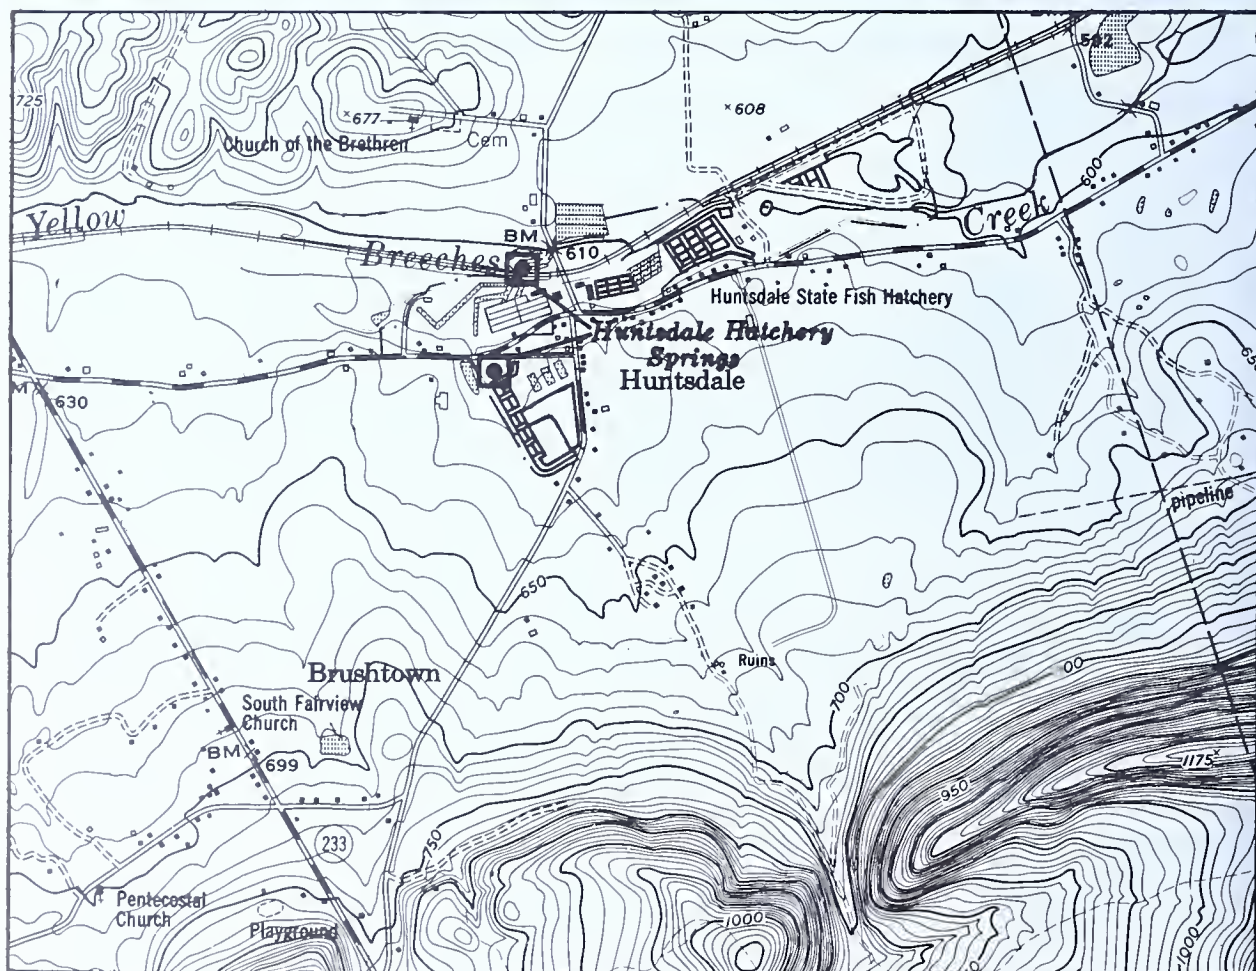 592
725
×677
×608
Church of the Brethren
Cem
600
Yellow
Creek
BM
610
Breeches
Huntsdale State Fish Hatchery
Huntsdale Hatchery
Springs
Huntsdale
M
630
pipeline
650
Ruins
Brushtown
00
700
South Fairview
Church
BM
699
1175×
950
233
750
Pentecostal
Church
Playground
1000
1000